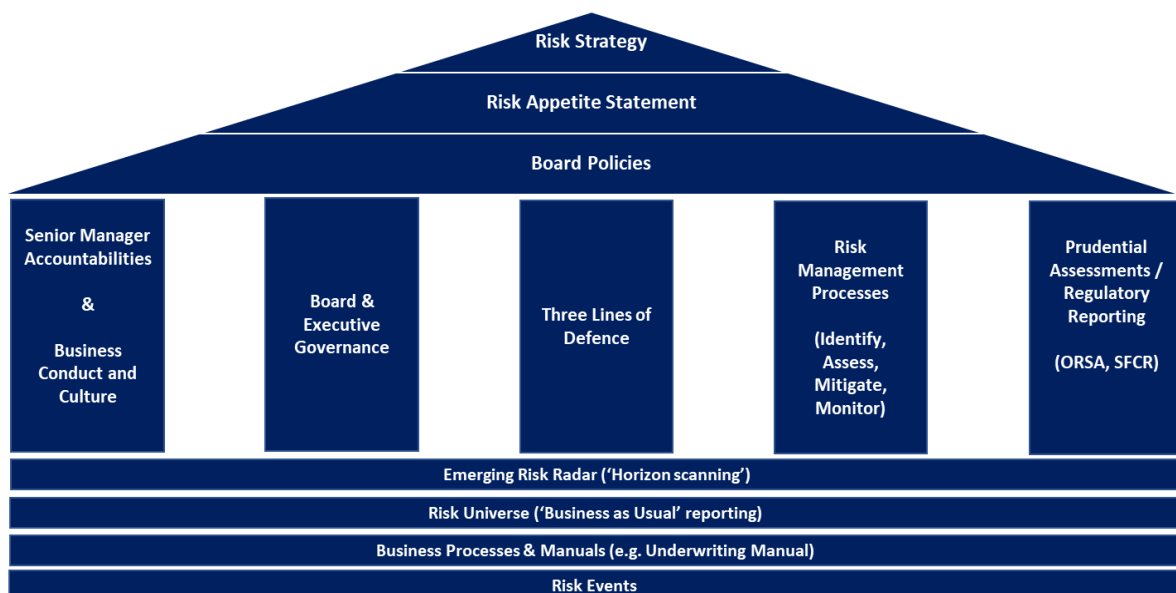 Risk Strategy
Risk Appetite Statement
Board Policies
Senior Manager
Accountabilities
&
Business
Conduct and
Culture
Board &
Executive
Governance
Three Lines of
Defence
Risk
Management
Processes
(Identify,
Assess,
Mitigate,
Monitor)
Prudential
Assessments /
Regulatory
Reporting
(ORSA, SFCR)
Emerging Risk Radar (‘Horizon scanning’)
Risk Universe (‘Business as Usual’ reporting)
Business Processes & Manuals (e.g. Underwriting Manual)
Risk Events